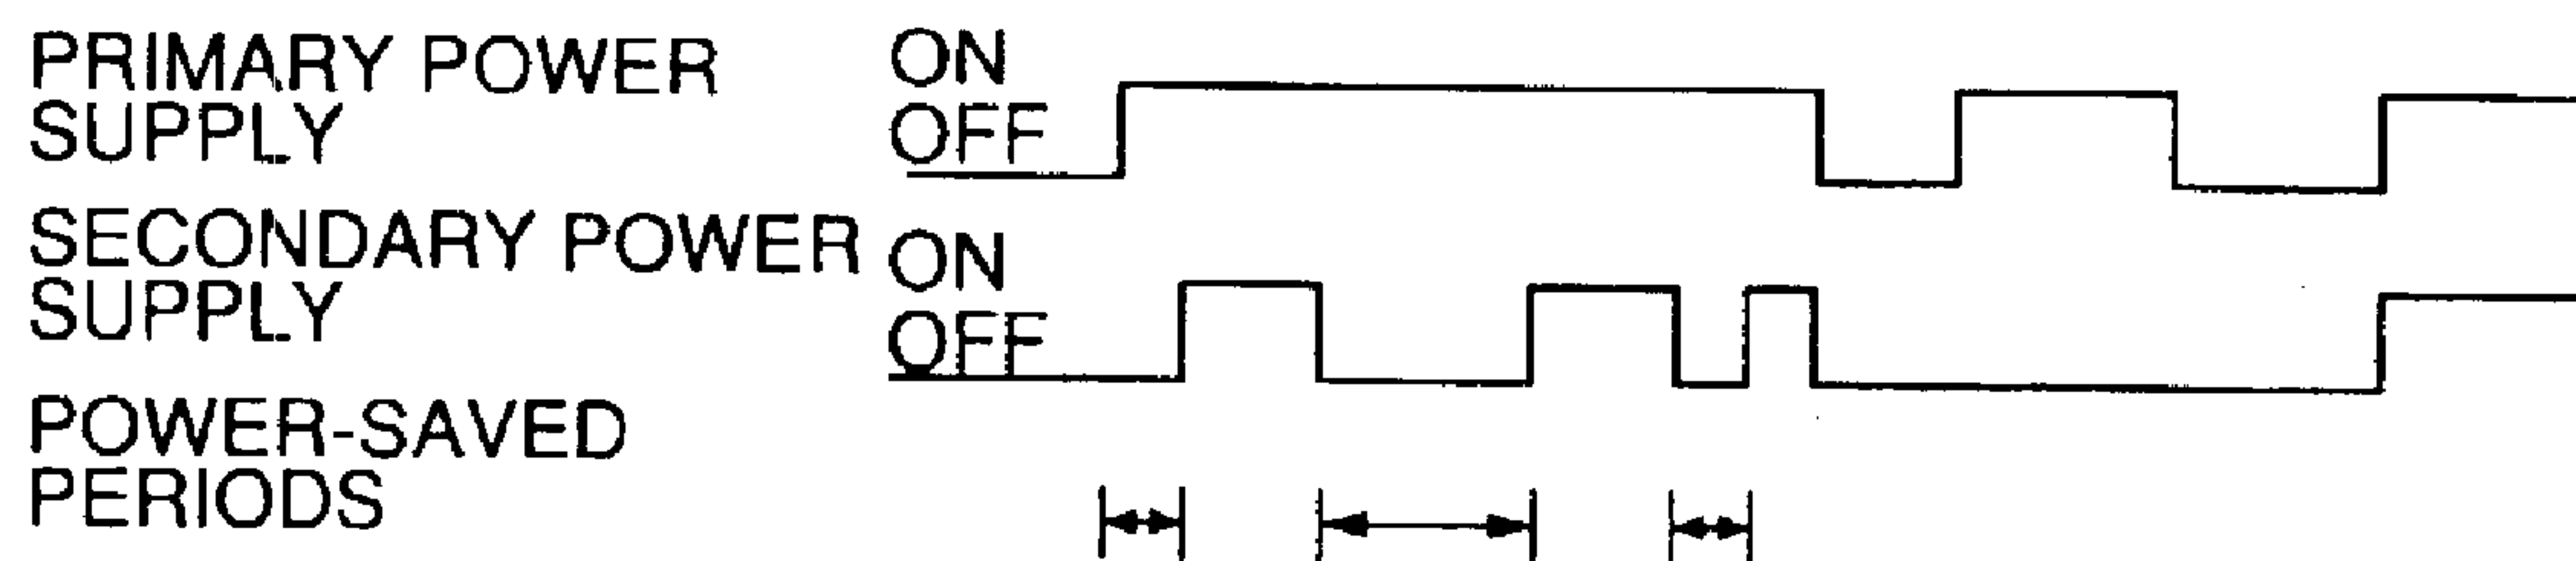 PRIMARY POWER
SUPPLY
ON
OFF
SECONDARY POWER
SUPPLY
ON
OFF
POWER-SAVED
PERIODS